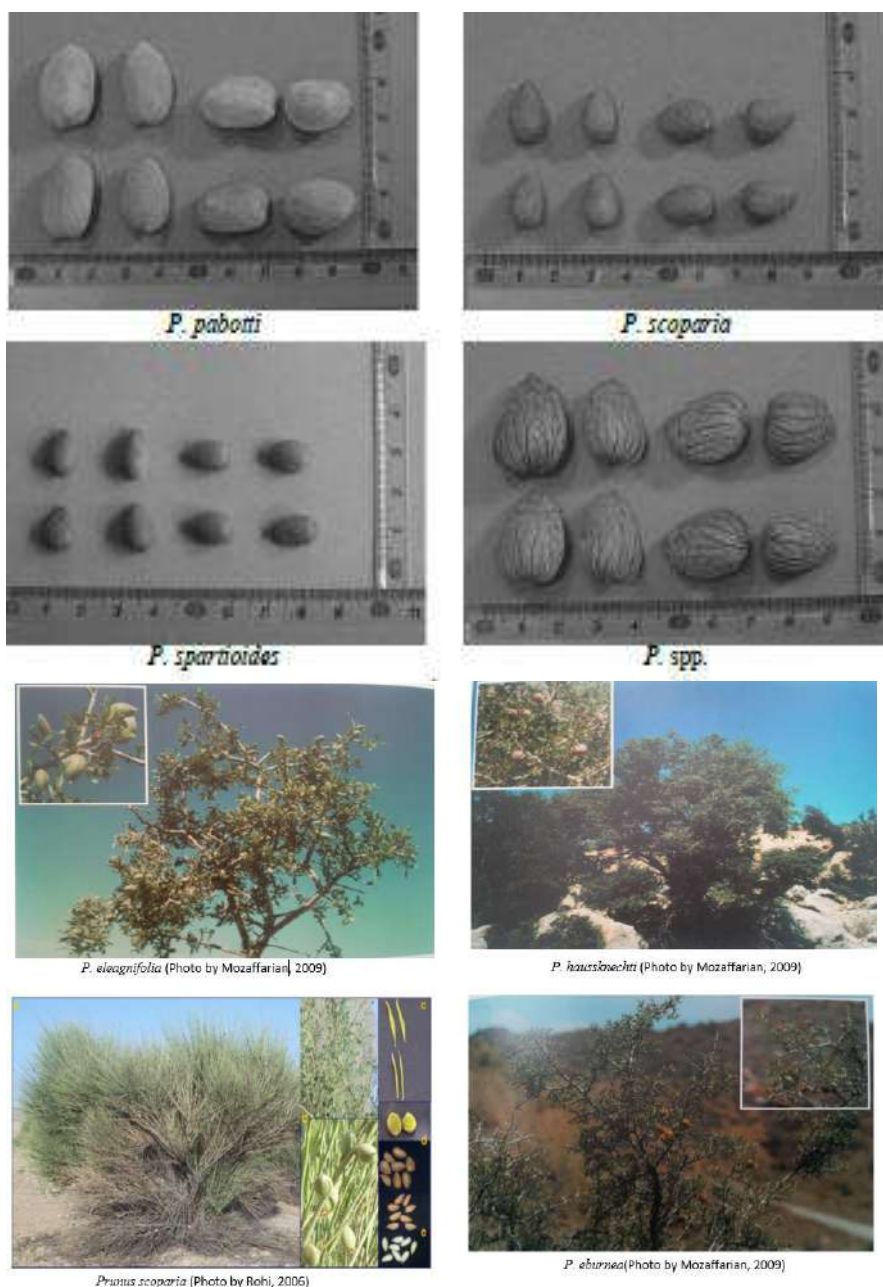 P. pabotti
P. scoparia
P. spartioides
P. spp.
P. eleagnifolia (Photo by Mozaffarian, 2009)
P. haussknechti (Photo by Mozaffarian, 2009)
Prunus scoparia (Photo by Rohi, 2006)
P. eburnea(Photo by Mozaffarian, 2009)